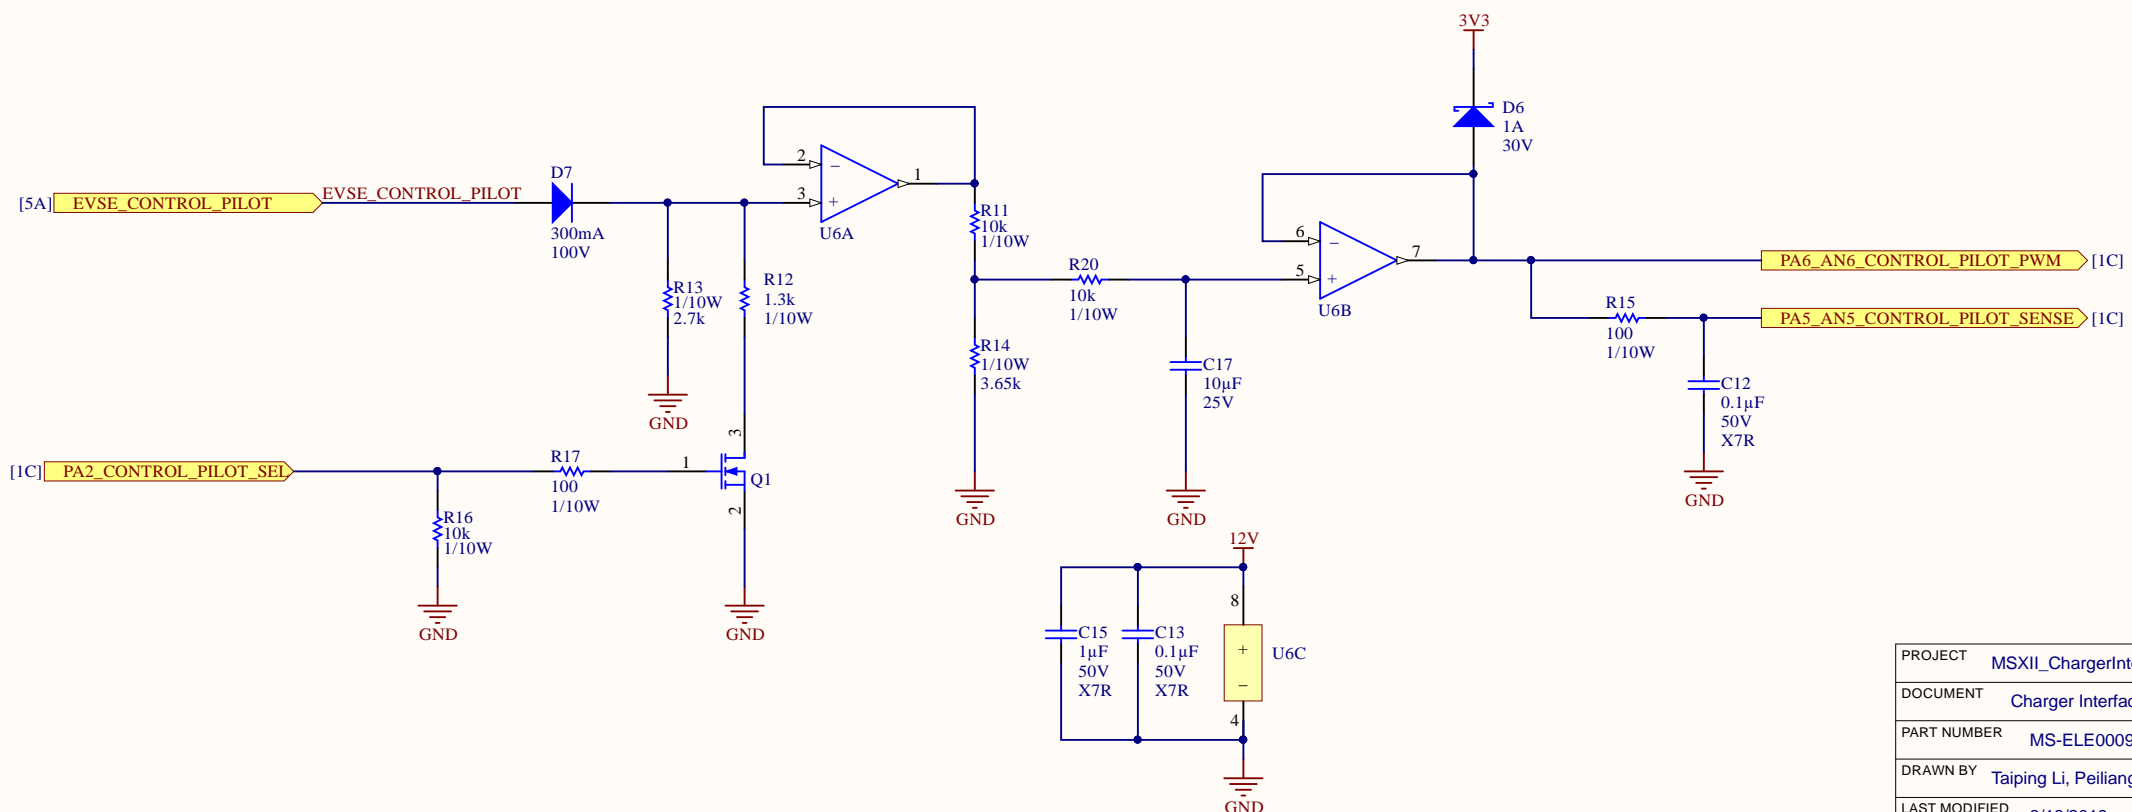 3V3
D6
1A
30V
[5A]
EVSE_CONTROL_PILOT
EVSE_CONTROL_PILOT
D7
300mA
100V
2
3
1
−
+
U6A
R11
10k
1/10W
R13
1/10W
2.7k
GND
R12
1.3k
1/10W
R20
10k
1/10W
6
5
7
−
+
U6B
PA6_AN6_CONTROL_PILOT_PWM
[1C]
R15
100
1/10W
PA5_AN5_CONTROL_PILOT_SENSE
[1C]
R14
1/10W
3.65k
GND
C17
10µF
25V
GND
C12
0.1µF
50V
X7R
GND
[1C]
PA2_CONTROL_PILOT_SEL
R17
100
1/10W
1
3
2
Q1
R16
10k
1/10W
GND
GND
12V
8
C15
1µF
50V
X7R
C13
0.1µF
50V
X7R
+
−
U6C
4
GND
PROJECT
DOCUMENT
Charger
PART NUMBER
MS-ELE0009
DRAWN BY
Taiping Li, Peiliang
LAST MODIFIED